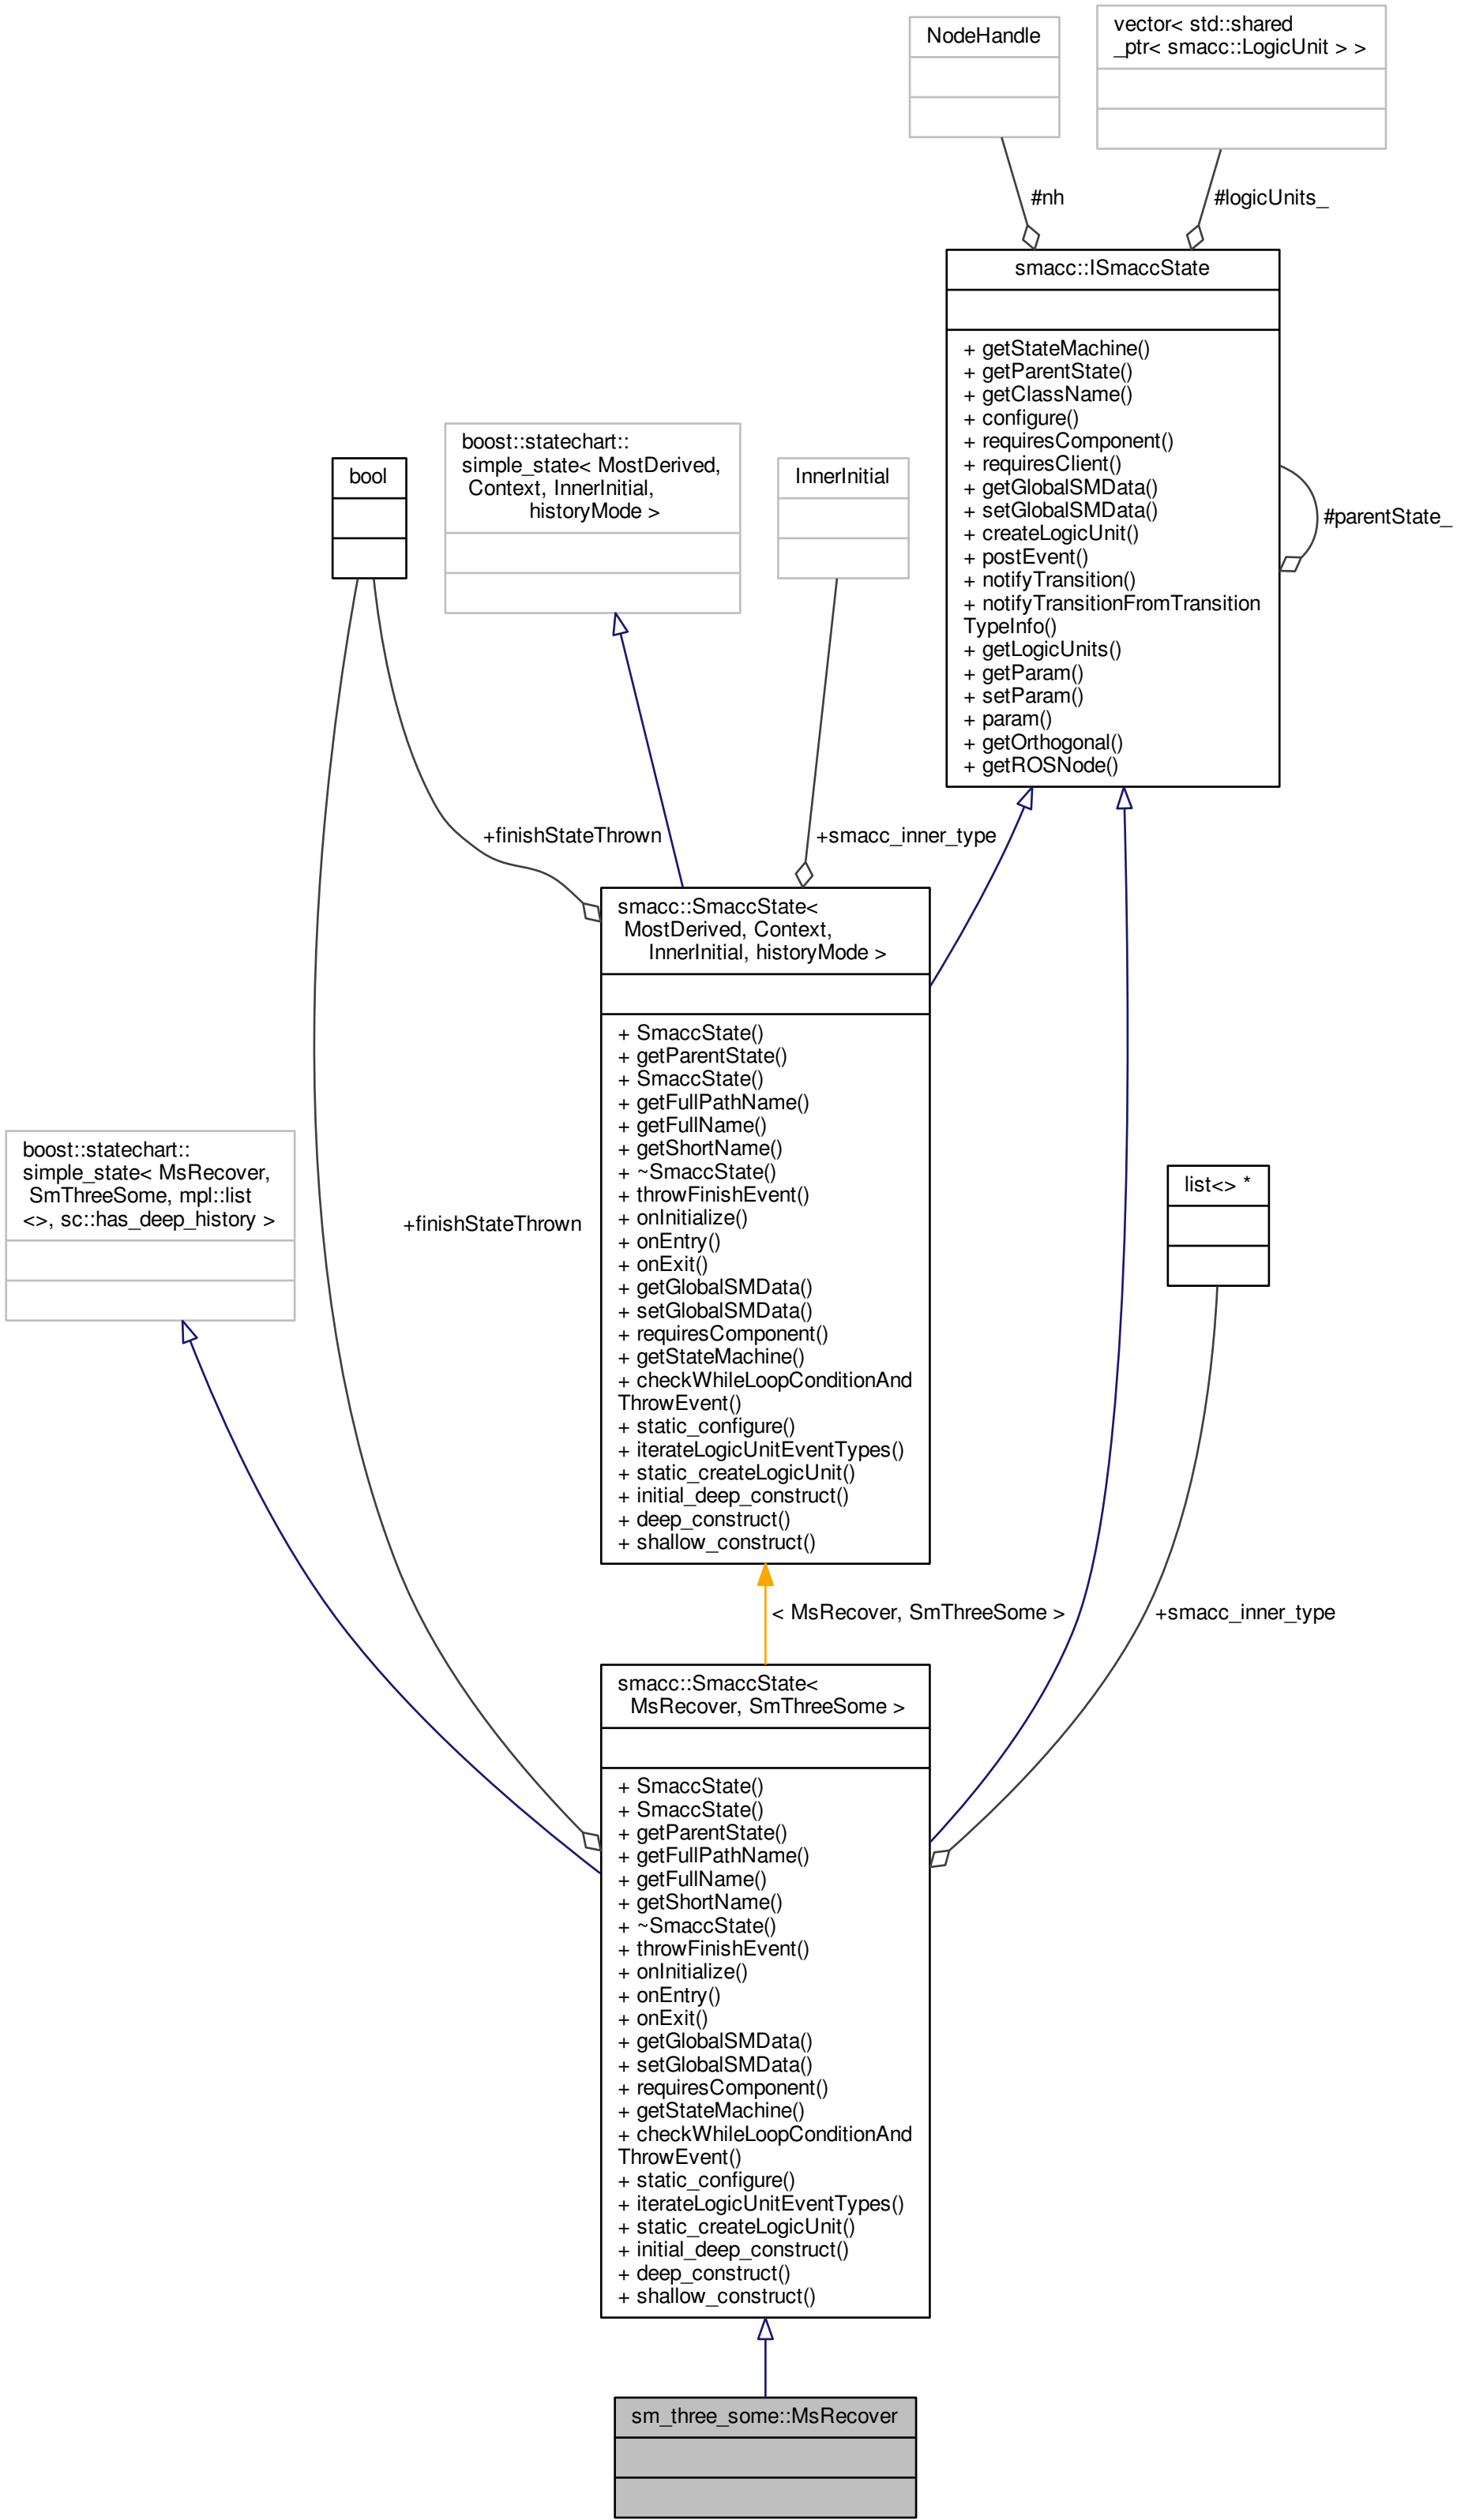 NodeHandle
vector< std::shared
_ptr< smacc::LogicUnit > >
#nh
#logicUnits_
smacc::ISmaccState
+ getStateMachine()
+ getParentState()
+ getClassName()
+ configure()
+ requiresComponent()
+ requiresClient()
+ getGlobalSMData()
+ setGlobalSMData()
+ createLogicUnit()
+ postEvent()
+ notifyTransition()
+ notifyTransitionFromTransition
TypeInfo()
+ getLogicUnits()
+ getParam()
+ setParam()
+ param()
+ getOrthogonal()
+ getROSNode()
#parentState_
bool
boost::statechart::
simple_state< MostDerived,
Context, InnerInitial,
historyMode >
InnerInitial
+finishStateThrown
+smacc_inner_type
smacc::SmaccState<
MostDerived, Context,
InnerInitial, historyMode >
+ SmaccState()
+ getParentState()
+ SmaccState()
+ getFullPathName()
+ getFullName()
+ getShortName()
+ ~SmaccState()
+ throwFinishEvent()
+ onInitialize()
+ onEntry()
+ onExit()
+ getGlobalSMData()
+ setGlobalSMData()
+ requiresComponent()
+ getStateMachine()
+ checkWhileLoopConditionAnd
ThrowEvent()
+ static_configure()
+ iterateLogicUnitEventTypes()
+ static_createLogicUnit()
+ initial_deep_construct()
+ deep_construct()
+ shallow_construct()
boost::statechart::
simple_state< MsRecover,
SmThreeSome, mpl::list
<>, sc::has_deep_history >
+finishStateThrown
list<> *
< MsRecover, SmThreeSome >
+smacc_inner_type
smacc::SmaccState<
MsRecover, SmThreeSome >
+ SmaccState()
+ SmaccState()
+ getParentState()
+ getFullPathName()
+ getFullName()
+ getShortName()
+ ~SmaccState()
+ throwFinishEvent()
+ onInitialize()
+ onEntry()
+ onExit()
+ getGlobalSMData()
+ setGlobalSMData()
+ requiresComponent()
+ getStateMachine()
+ checkWhileLoopConditionAnd
ThrowEvent()
+ static_configure()
+ iterateLogicUnitEventTypes()
+ static_createLogicUnit()
+ initial_deep_construct()
+ deep_construct()
+ shallow_construct()
sm_three_some::MsRecover